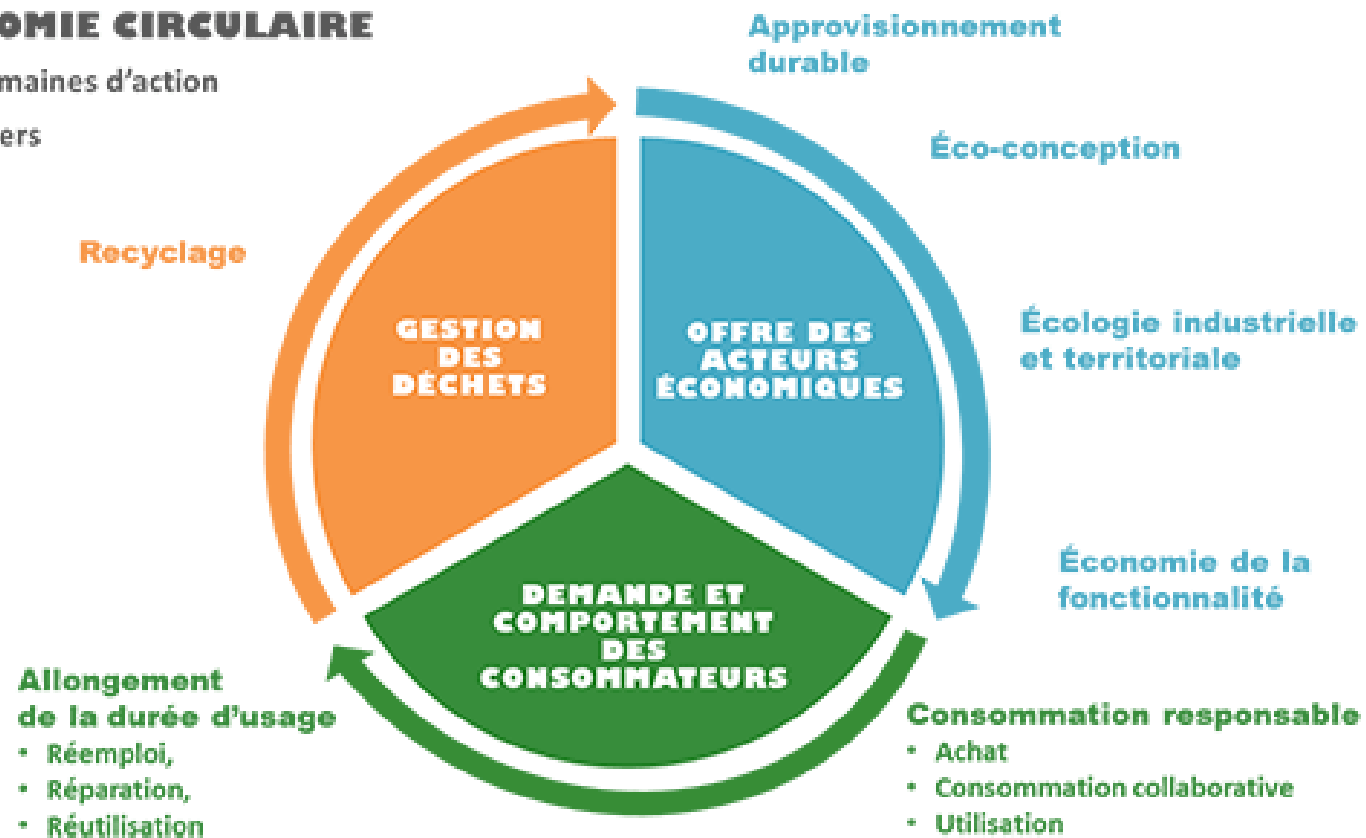 OMIE CIRCULAIRE
maines d'action
ers
Approvisionnement
durable
Éco-conception
Recyclage
Écologie industrielle
et territoriale
GESTION
DES
DÉCHETS
OFFRE DES
ACTEURS
ÉCONOMIQUES
Économie de la
fonctionnalité
DEMANDE ET
COMPORTEMENT
DES
CONSOMMATEURS
Allongement
de la durée d'usage
• Réemploi,
• Réparation,
• Réutilisation
Consommation responsable
• Achat
• Consommation collaborative
• Utilisation